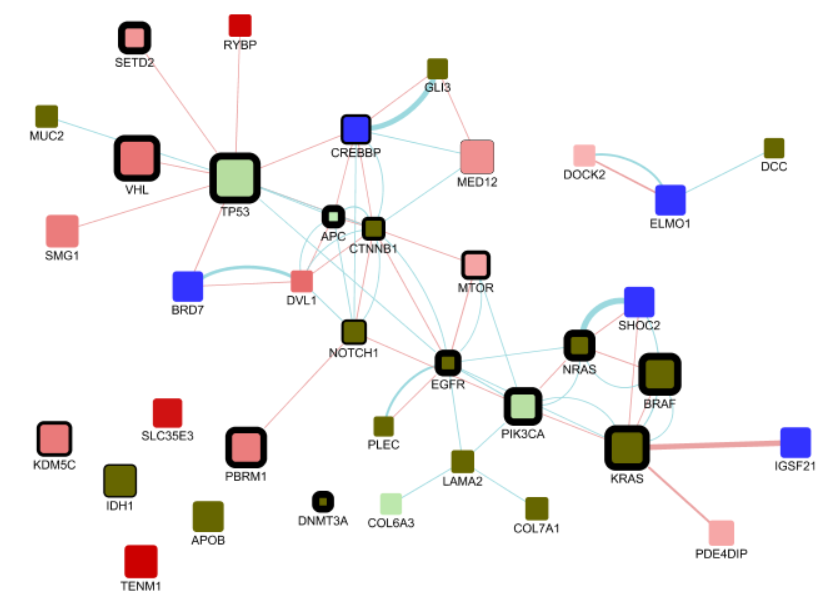 RYBP
SETD2
GLI3
MUC2
CREBBP
DCC
DOCK2
MED12
VHL
TP53
ELMO1
APC
CTNNB1
SMG1
MTOR
DVL1
BRD7
SHOC2
NOTCH1
NRAS
EGFR
BRAF
SLC35E3
PLEC
PIK3CA
KDM5C
PBRM1
KRAS
IGSF21
LAMA2
IDH1
DNMT3A
COL6A3
COL7A1
APOB
PDE4DIP
TENM1